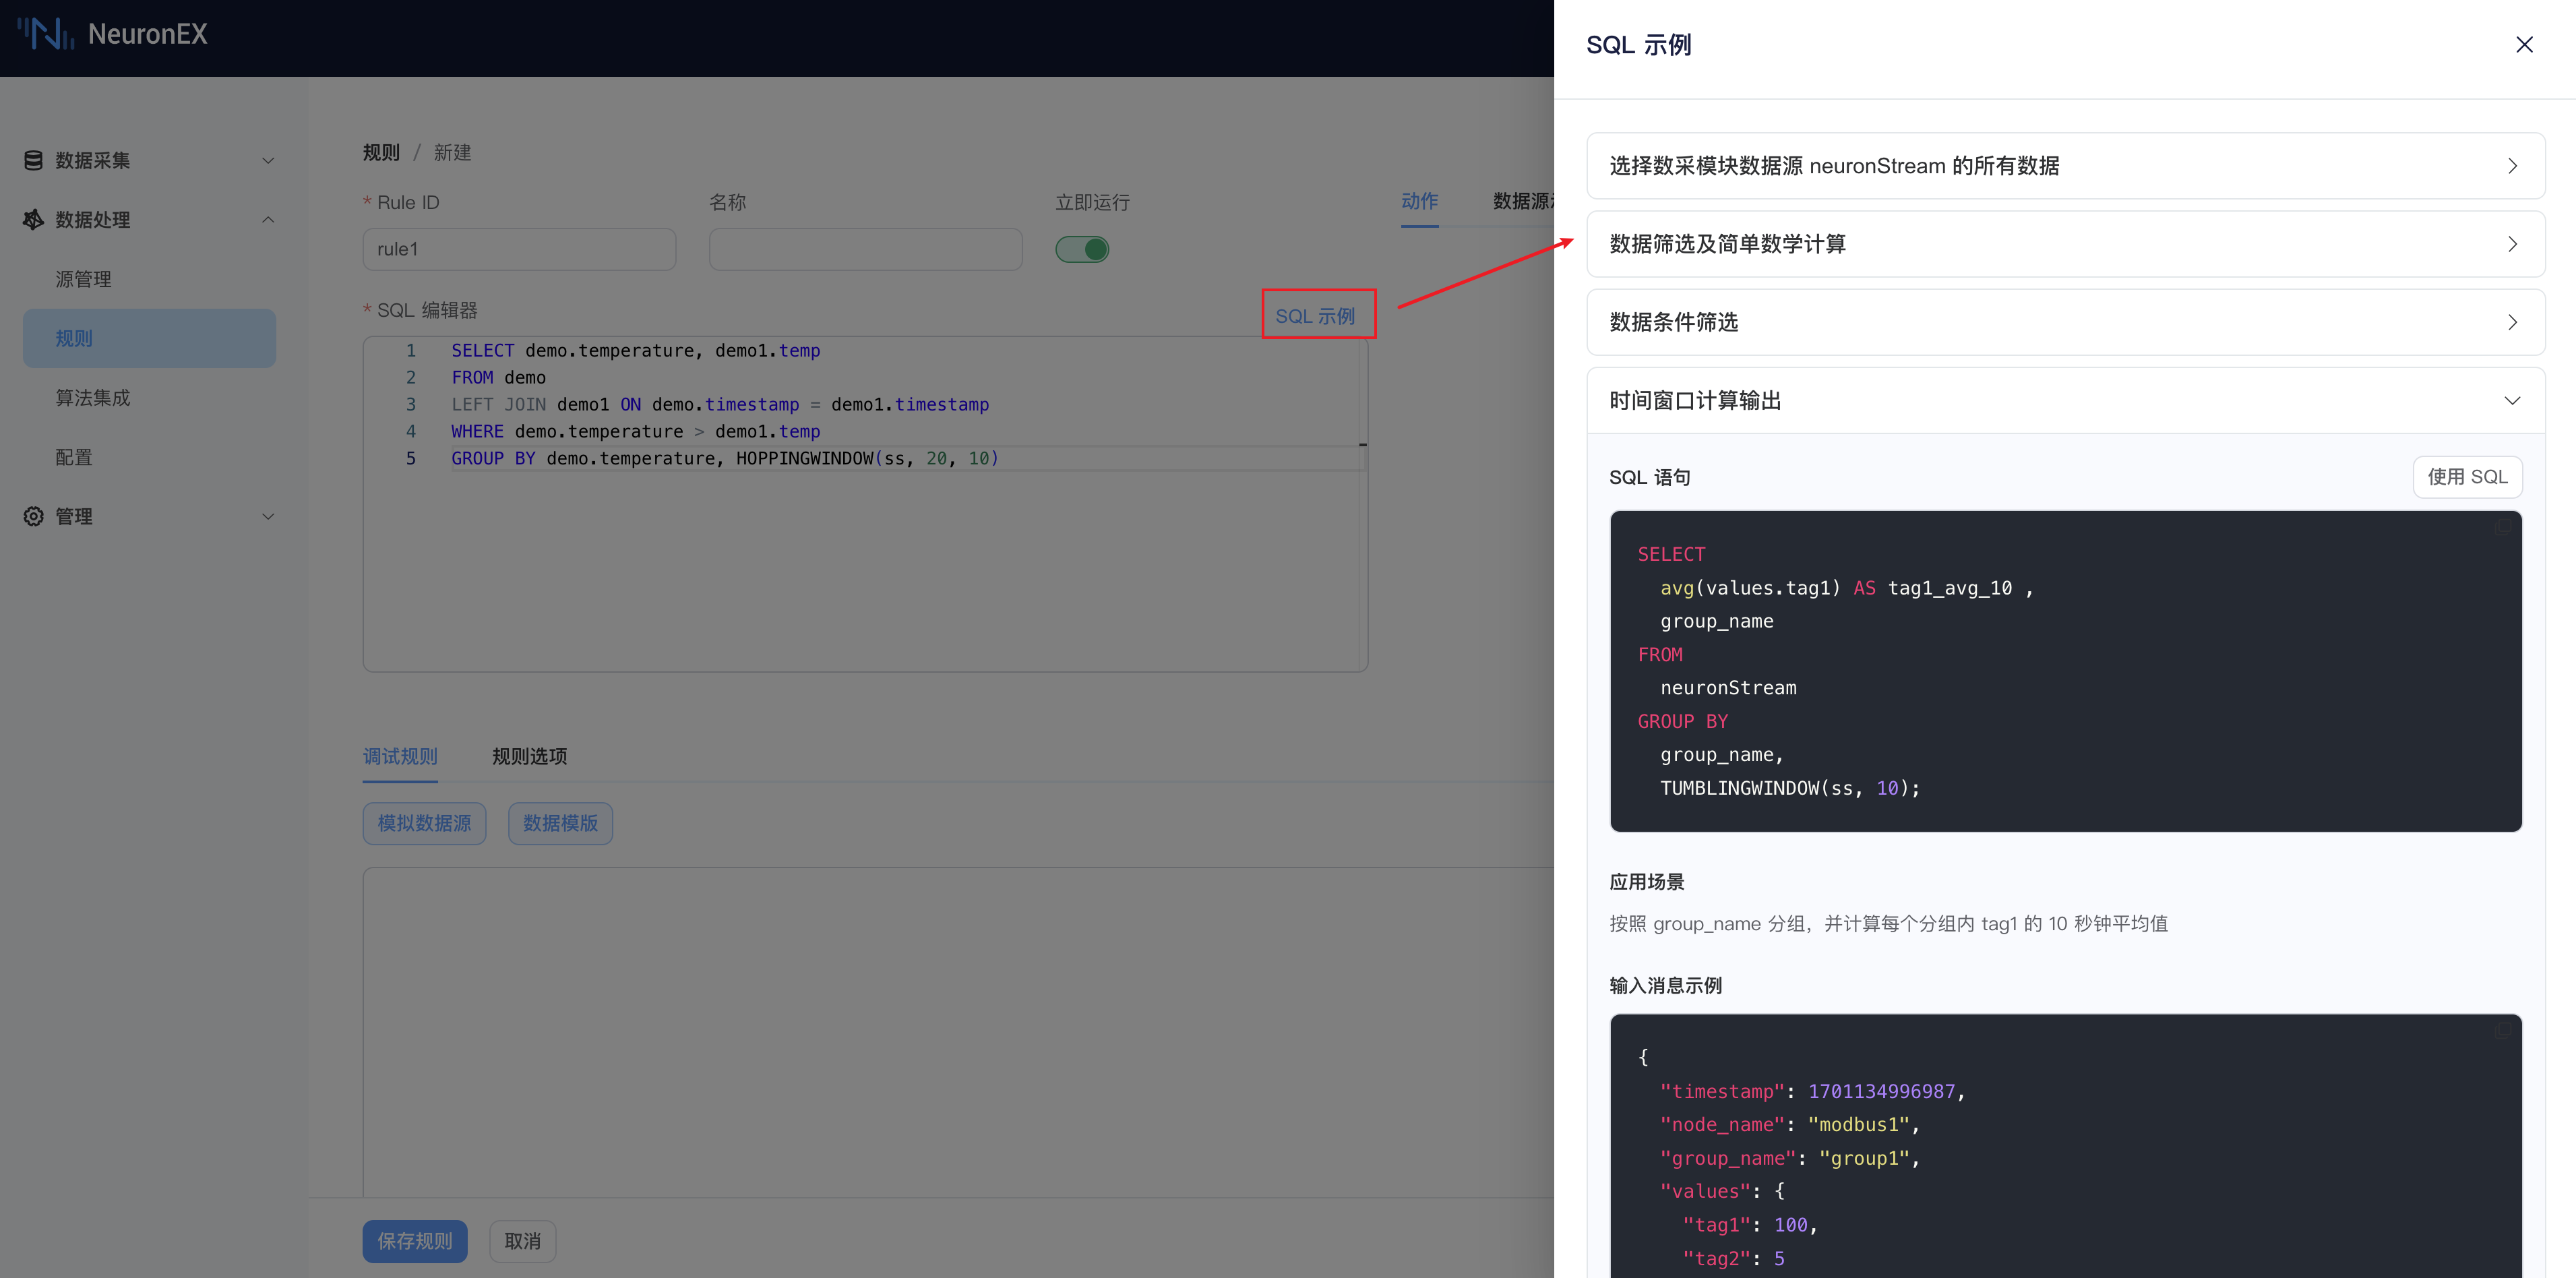 NeuronEX
数据采集
数据处理
源管理
规则
算法集成
配置
管理
规则 / 新建
* Rule ID
名称
立即运行
rule1
* SQL 编辑器
SQL 示例
1 SELECT demo.temperature, demo1.temp
2 FROM demo
3 LEFT JOIN demo1 ON demo.timestamp = demo1.timestamp
4 WHERE demo.temperature > demo1.temp
5 GROUP BY demo.temperature, HOPPINGWINDOW(ss, 20, 10)
动作
数据源
调试规则
规则选项
模拟数据源
数据模版
保存规则
取消
SQL 示例
选择数采模块数据源 neuronStream 的所有数据
数据筛选及简单数学计算
数据条件筛选
时间窗口计算输出
SQL 语句
使用 SQL
SELECT
avg(values.tag1) AS tag1_avg_10 ,
group_name
FROM
neuronStream
GROUP BY
group_name,
TUMBLINGWINDOW(ss, 10);
应用场景
按照 group_name 分组，并计算每个分组内 tag1 的 10 秒钟平均值
输入消息示例
{
"timestamp": 1701134996987,
"node_name": "modbus1",
"group_name": "group1",
"values": {
"tag1": 100,
"tag2": 5